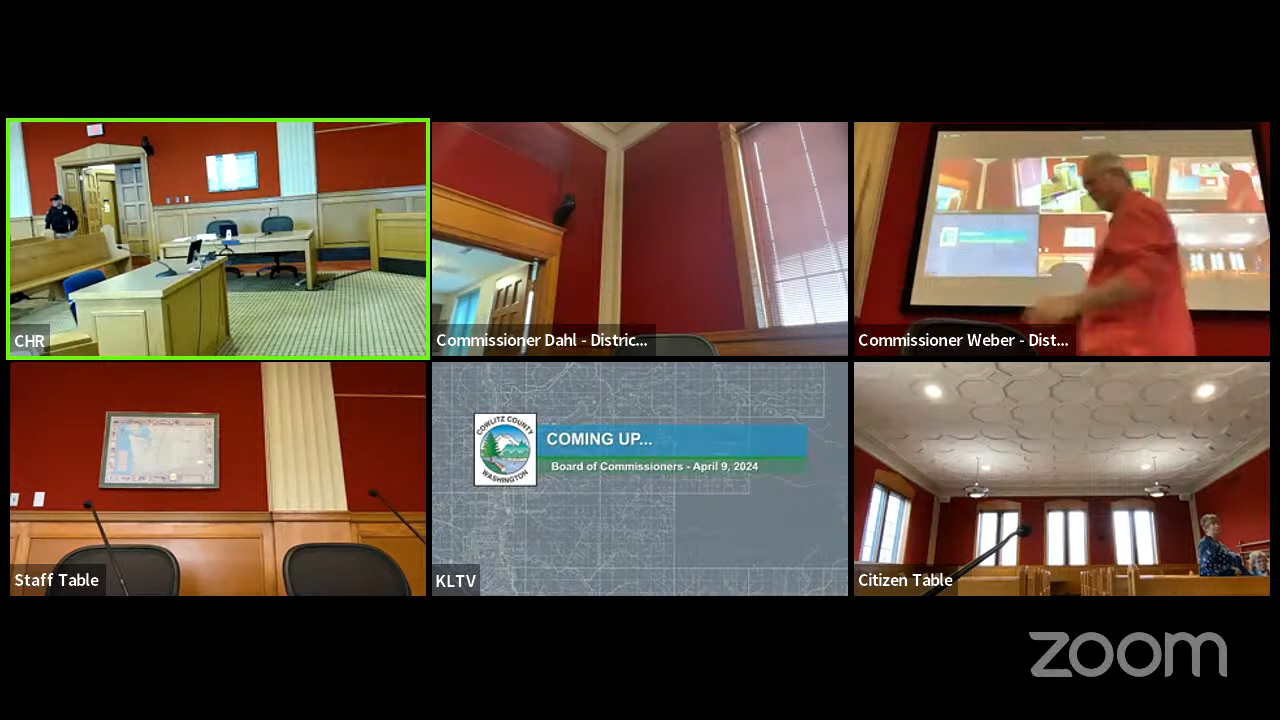 CHR
Commissioner Dahl - Distric...
Commissioner Weber - Dist...
Staff Table
COWLITZ COUNTY
WASHINGTON
COMING UP...
Board of Commissioners - April 9, 2024
KLTV
Citizen Table
zoom